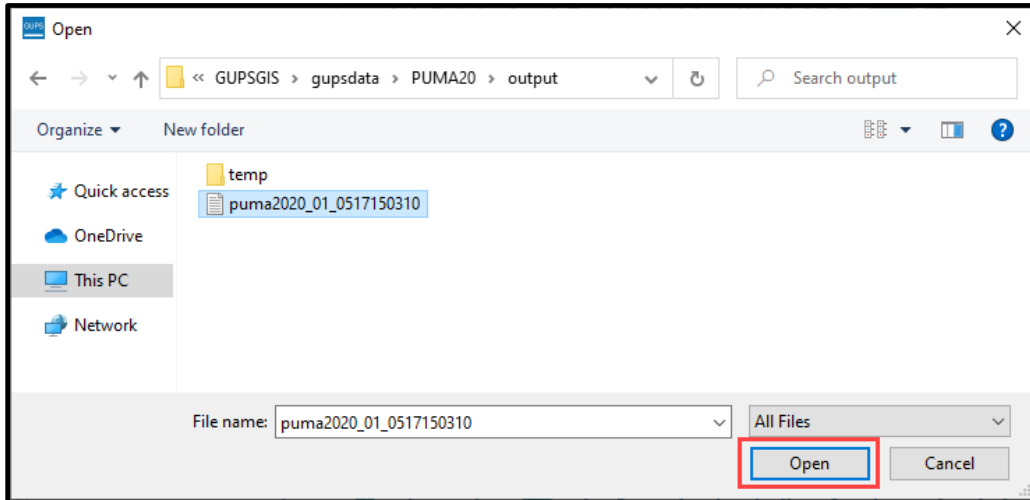 GUPS Open
« GUPSGIS › gupsdata › PUMA20 › output Search output
Organize New folder
temp
Quick access puma2020_01_0517150310
OneDrive
This PC
Network
File name: puma2020_01_0517150310 All Files
Open Cancel